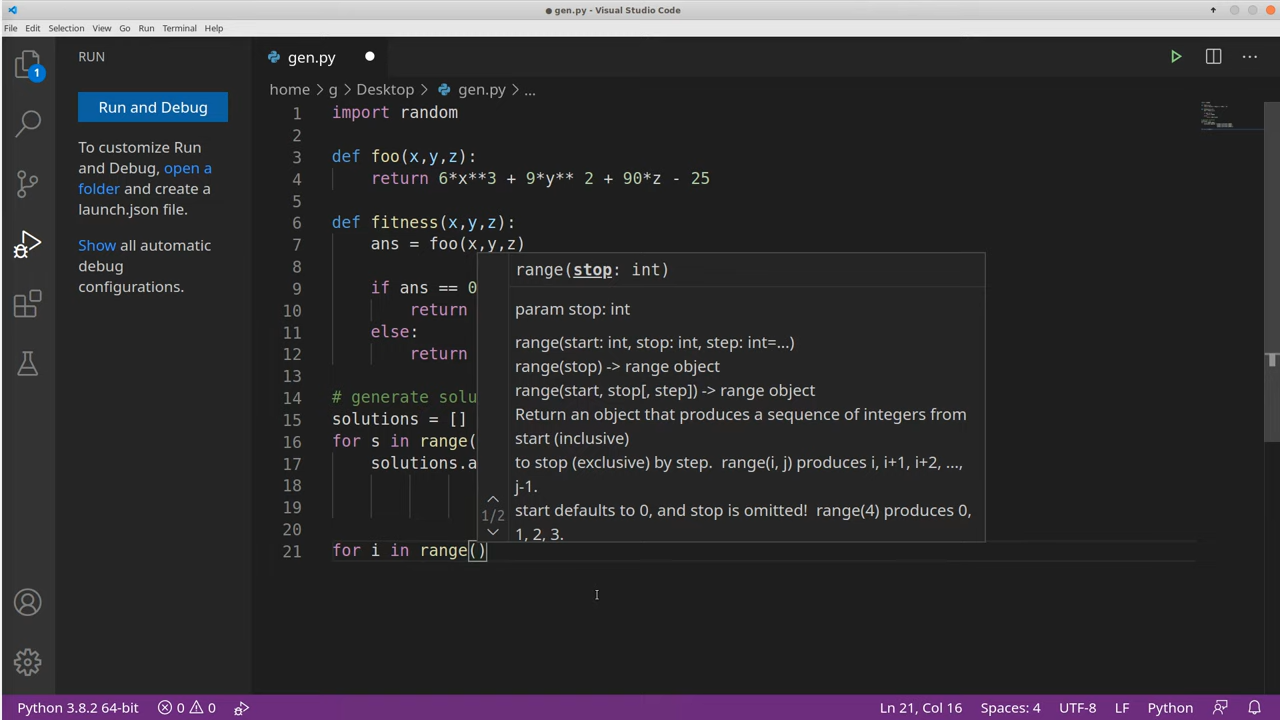 ● gen.py - Visual Studio Code
File Edit Selection View Go Run Terminal Help
RUN
gen.py
1
Run and Debug
home > g > Desktop > gen.py > ...
To customize Run
and Debug, open a
folder and create a
launch.json file.
Show all automatic
debug
configurations.
1 import random
2
3 def foo(x,y,z):
4 return 6*x**3 + 9*y** 2 + 90*z - 25
5
6 def fitness(x,y,z):
7 ans = foo(x,y,z)
8
9 if ans == 0
10 return
11 else:
12 return
13
14 # generate solu
15 solutions = []
16 for s in range(
17 solutions.a
18
19
20
21 for i in range()
range(stop: int)
param stop: int
range(start: int, stop: int, step: int=...)
range(stop) -> range object
range(start, stop[, step]) -> range object
Return an object that produces a sequence of integers from
start (inclusive)
to stop (exclusive) by step. range(i, j) produces i, i+1, i+2, ...,
j-1.
start defaults to 0, and stop is omitted! range(4) produces 0,
1, 2, 3.
1/2
Python 3.8.2 64-bit 0 0 Ln 21, Col 16 Spaces: 4 UTF-8 LF Python